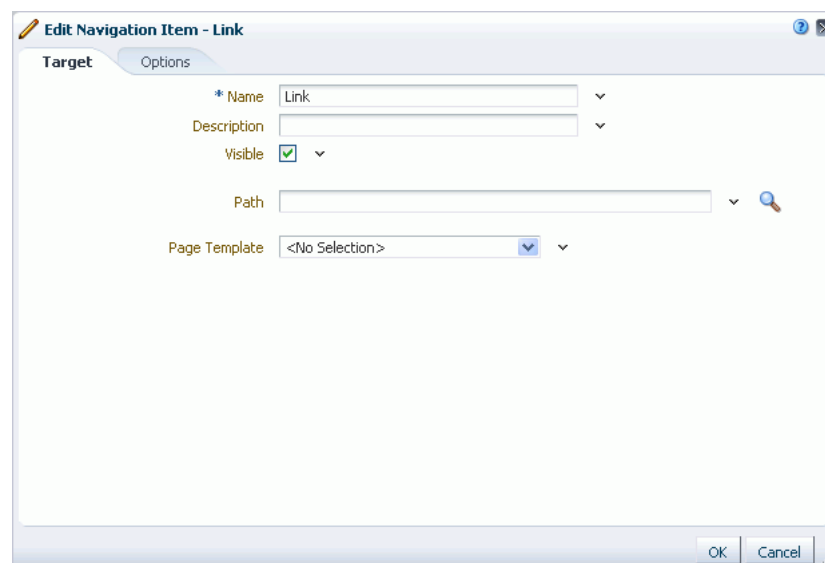 Edit Navigation Item - Link
Target Options
* Name Link
Description
Visible
Path
Page Template <No Selection>
OK Cancel